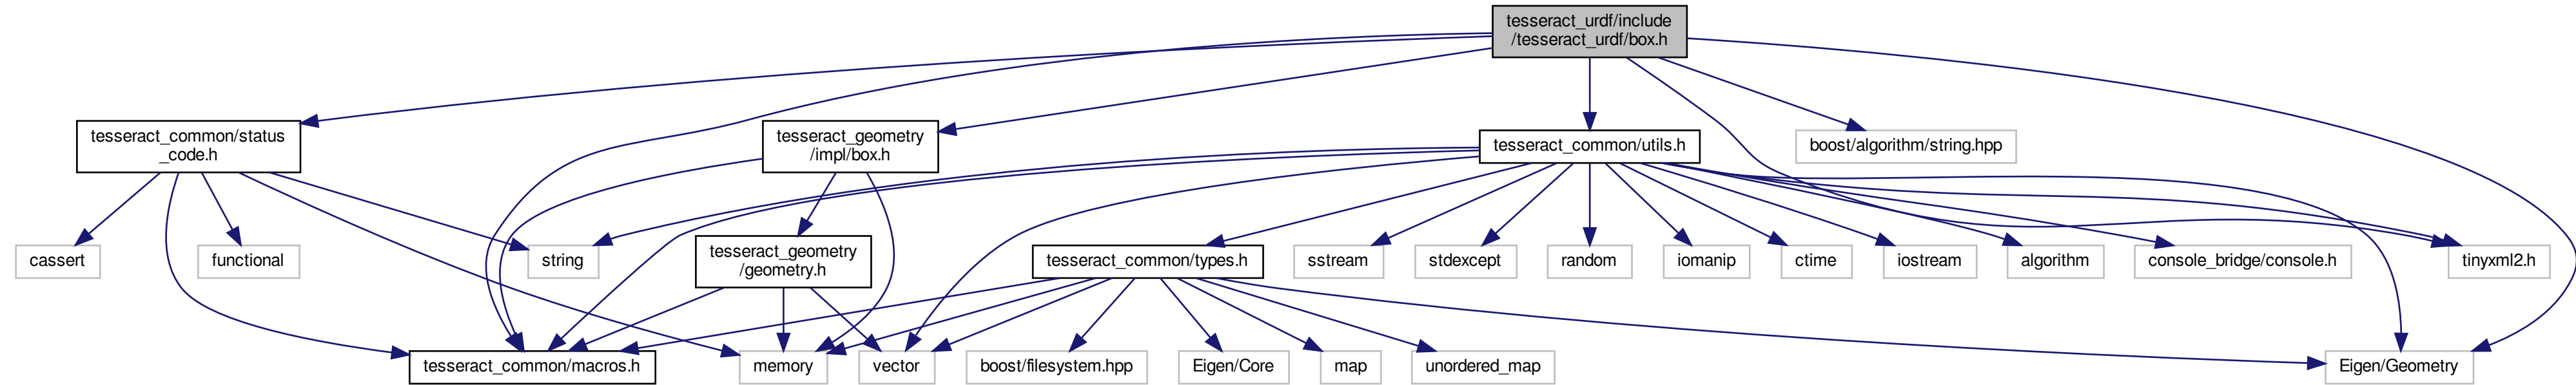 tesseract_urdf/include
/tesseract_urdf/box.h
tesseract_common/status
_code.h
tesseract_geometry
/impl/box.h
tesseract_common/utils.h
boost/algorithm/string.hpp
cassert
functional
string
tesseract_geometry
/geometry.h
tesseract_common/types.h
sstream
stdexcept
random
iomanip
ctime
iostream
algorithm
console_bridge/console.h
tinyxml2.h
tesseract_common/macros.h
memory
vector
boost/filesystem.hpp
Eigen/Core
map
unordered_map
Eigen/Geometry